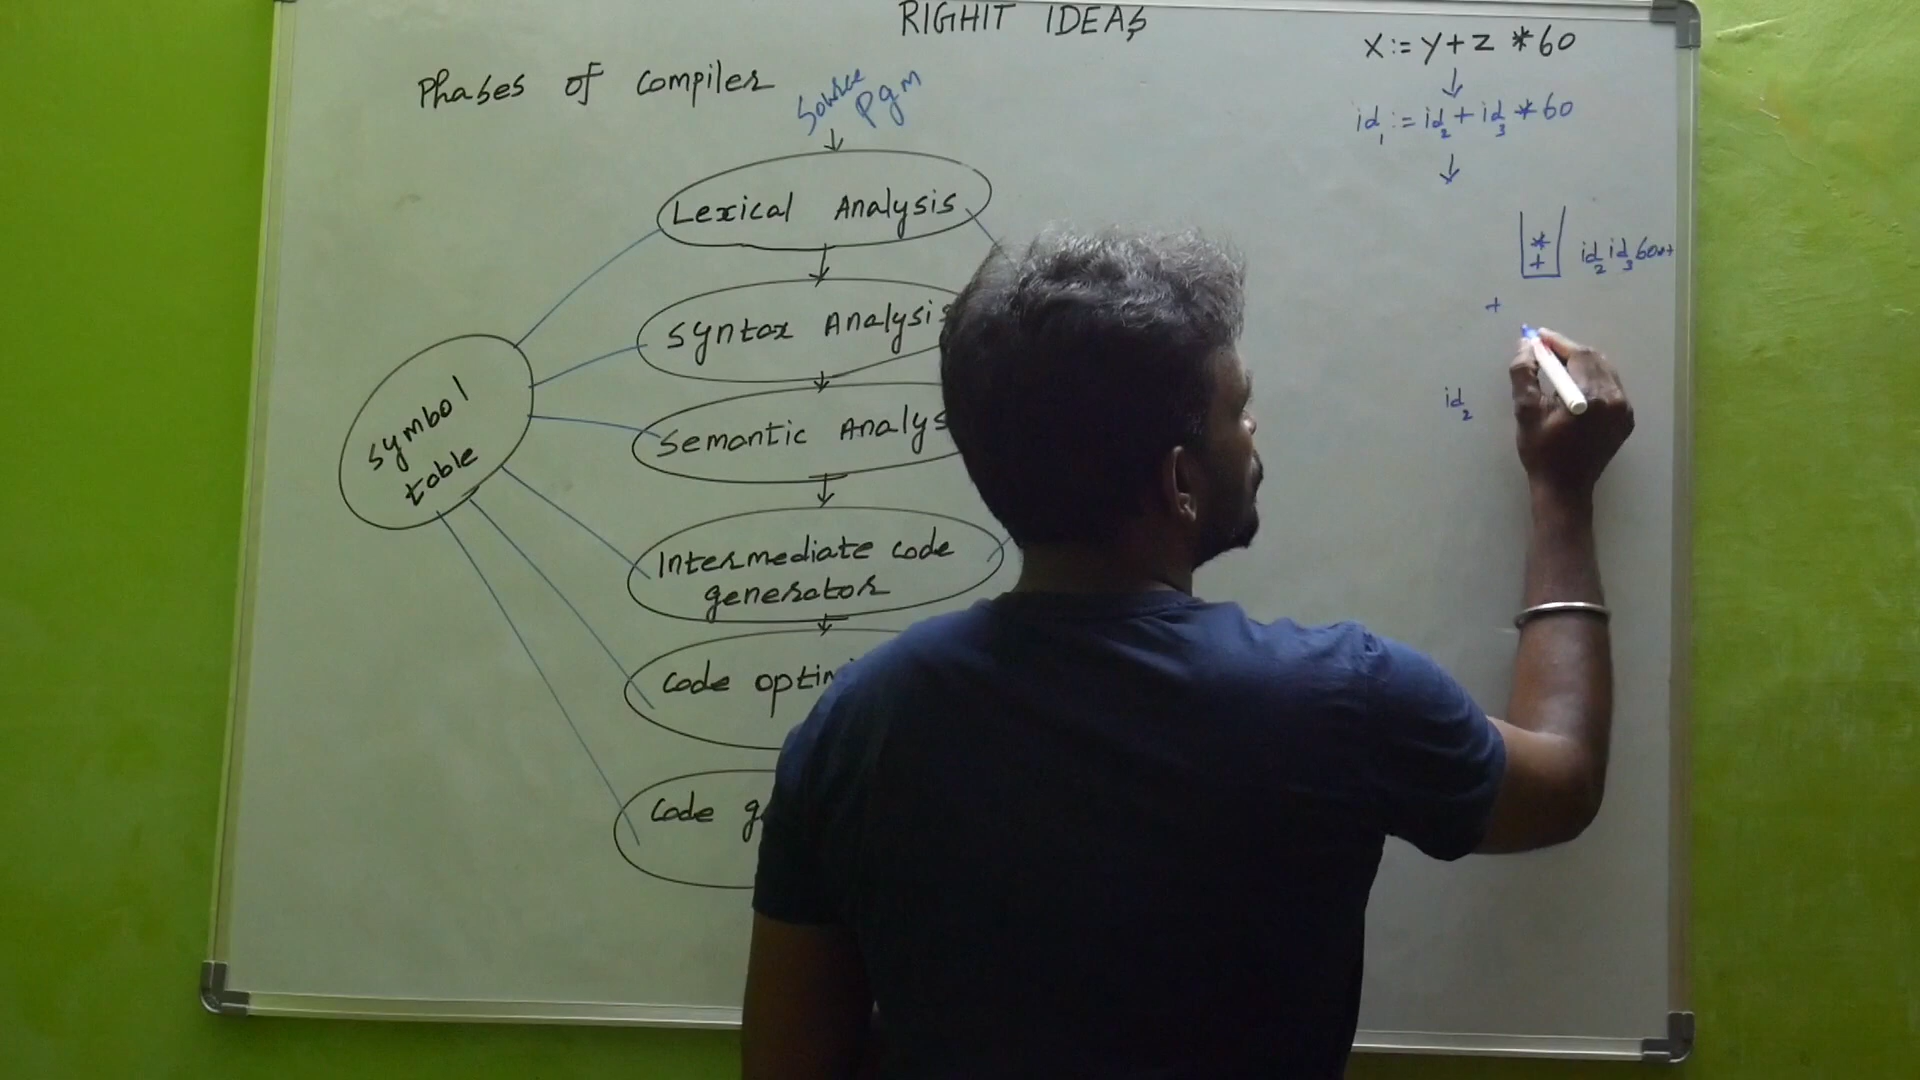 RIGHIT IDEAS
Phases of compiler
Source
Pgm
Lexical Analysis
Syntax Analysis
Semantic Analys
Intermediate code
generator
Code optim
Code g
Symbol
table
X := Y + Z * 60
id1 := id2 + id3 * 60
*
+
id2 id3 60*+
+
id2